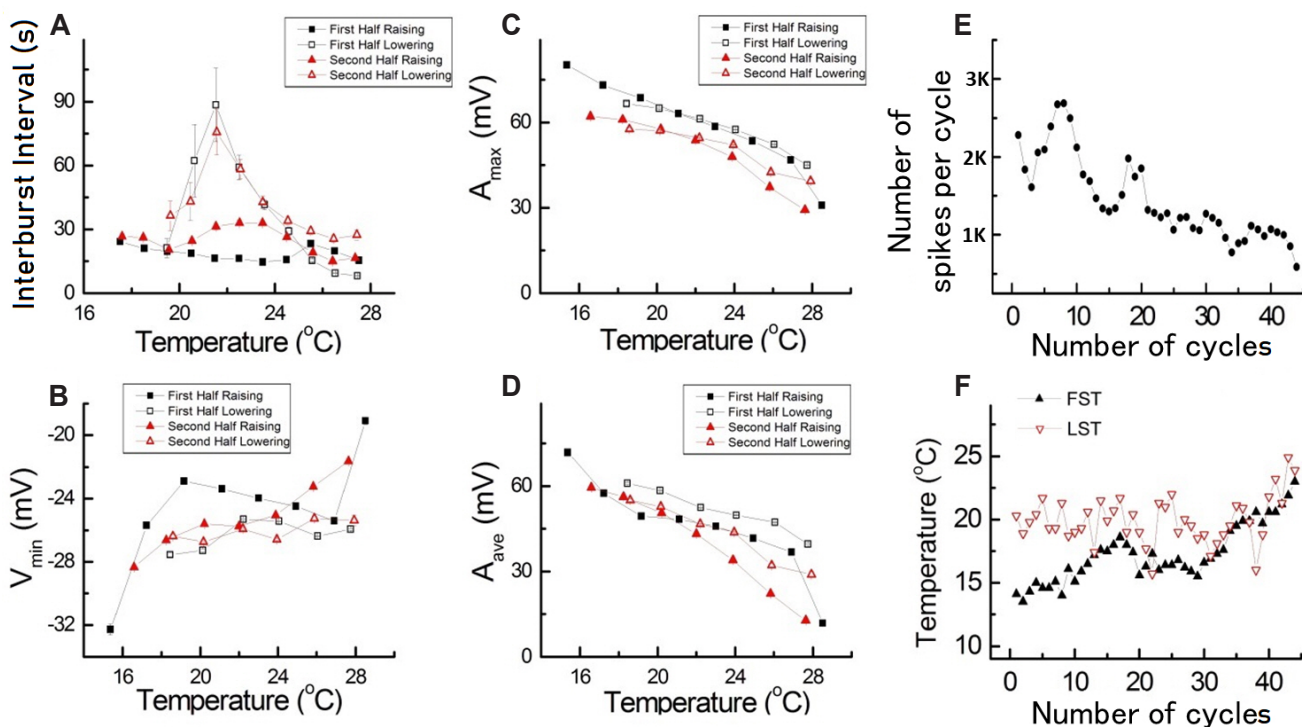 A
Interburst Interval (s)
First Half Raising
First Half Lowering
Second Half Raising
Second Half Lowering
90
60
30
0
16 20 24 28
Temperature (°C)
C
Amax (mV)
First Half Raising
First Half Lowering
Second Half Raising
Second Half Lowering
90
60
30
0
16 20 24 28
Temperature (°C)
E
Number of
spikes per cycle
3K
2K
1K
0 10 20 30 40
Number of cycles
B
Vmin (mV)
First Half Raising
First Half Lowering
Second Half Raising
Second Half Lowering
-20
-24
-28
-32
16 20 24 28
Temperature (°C)
D
Aave (mV)
First Half Raising
First Half Lowering
Second Half Raising
Second Half Lowering
90
60
30
0
16 20 24 28
Temperature (°C)
F
Temperature (°C)
FST
LST
25
20
15
10
0 10 20 30 40
Number of cycles